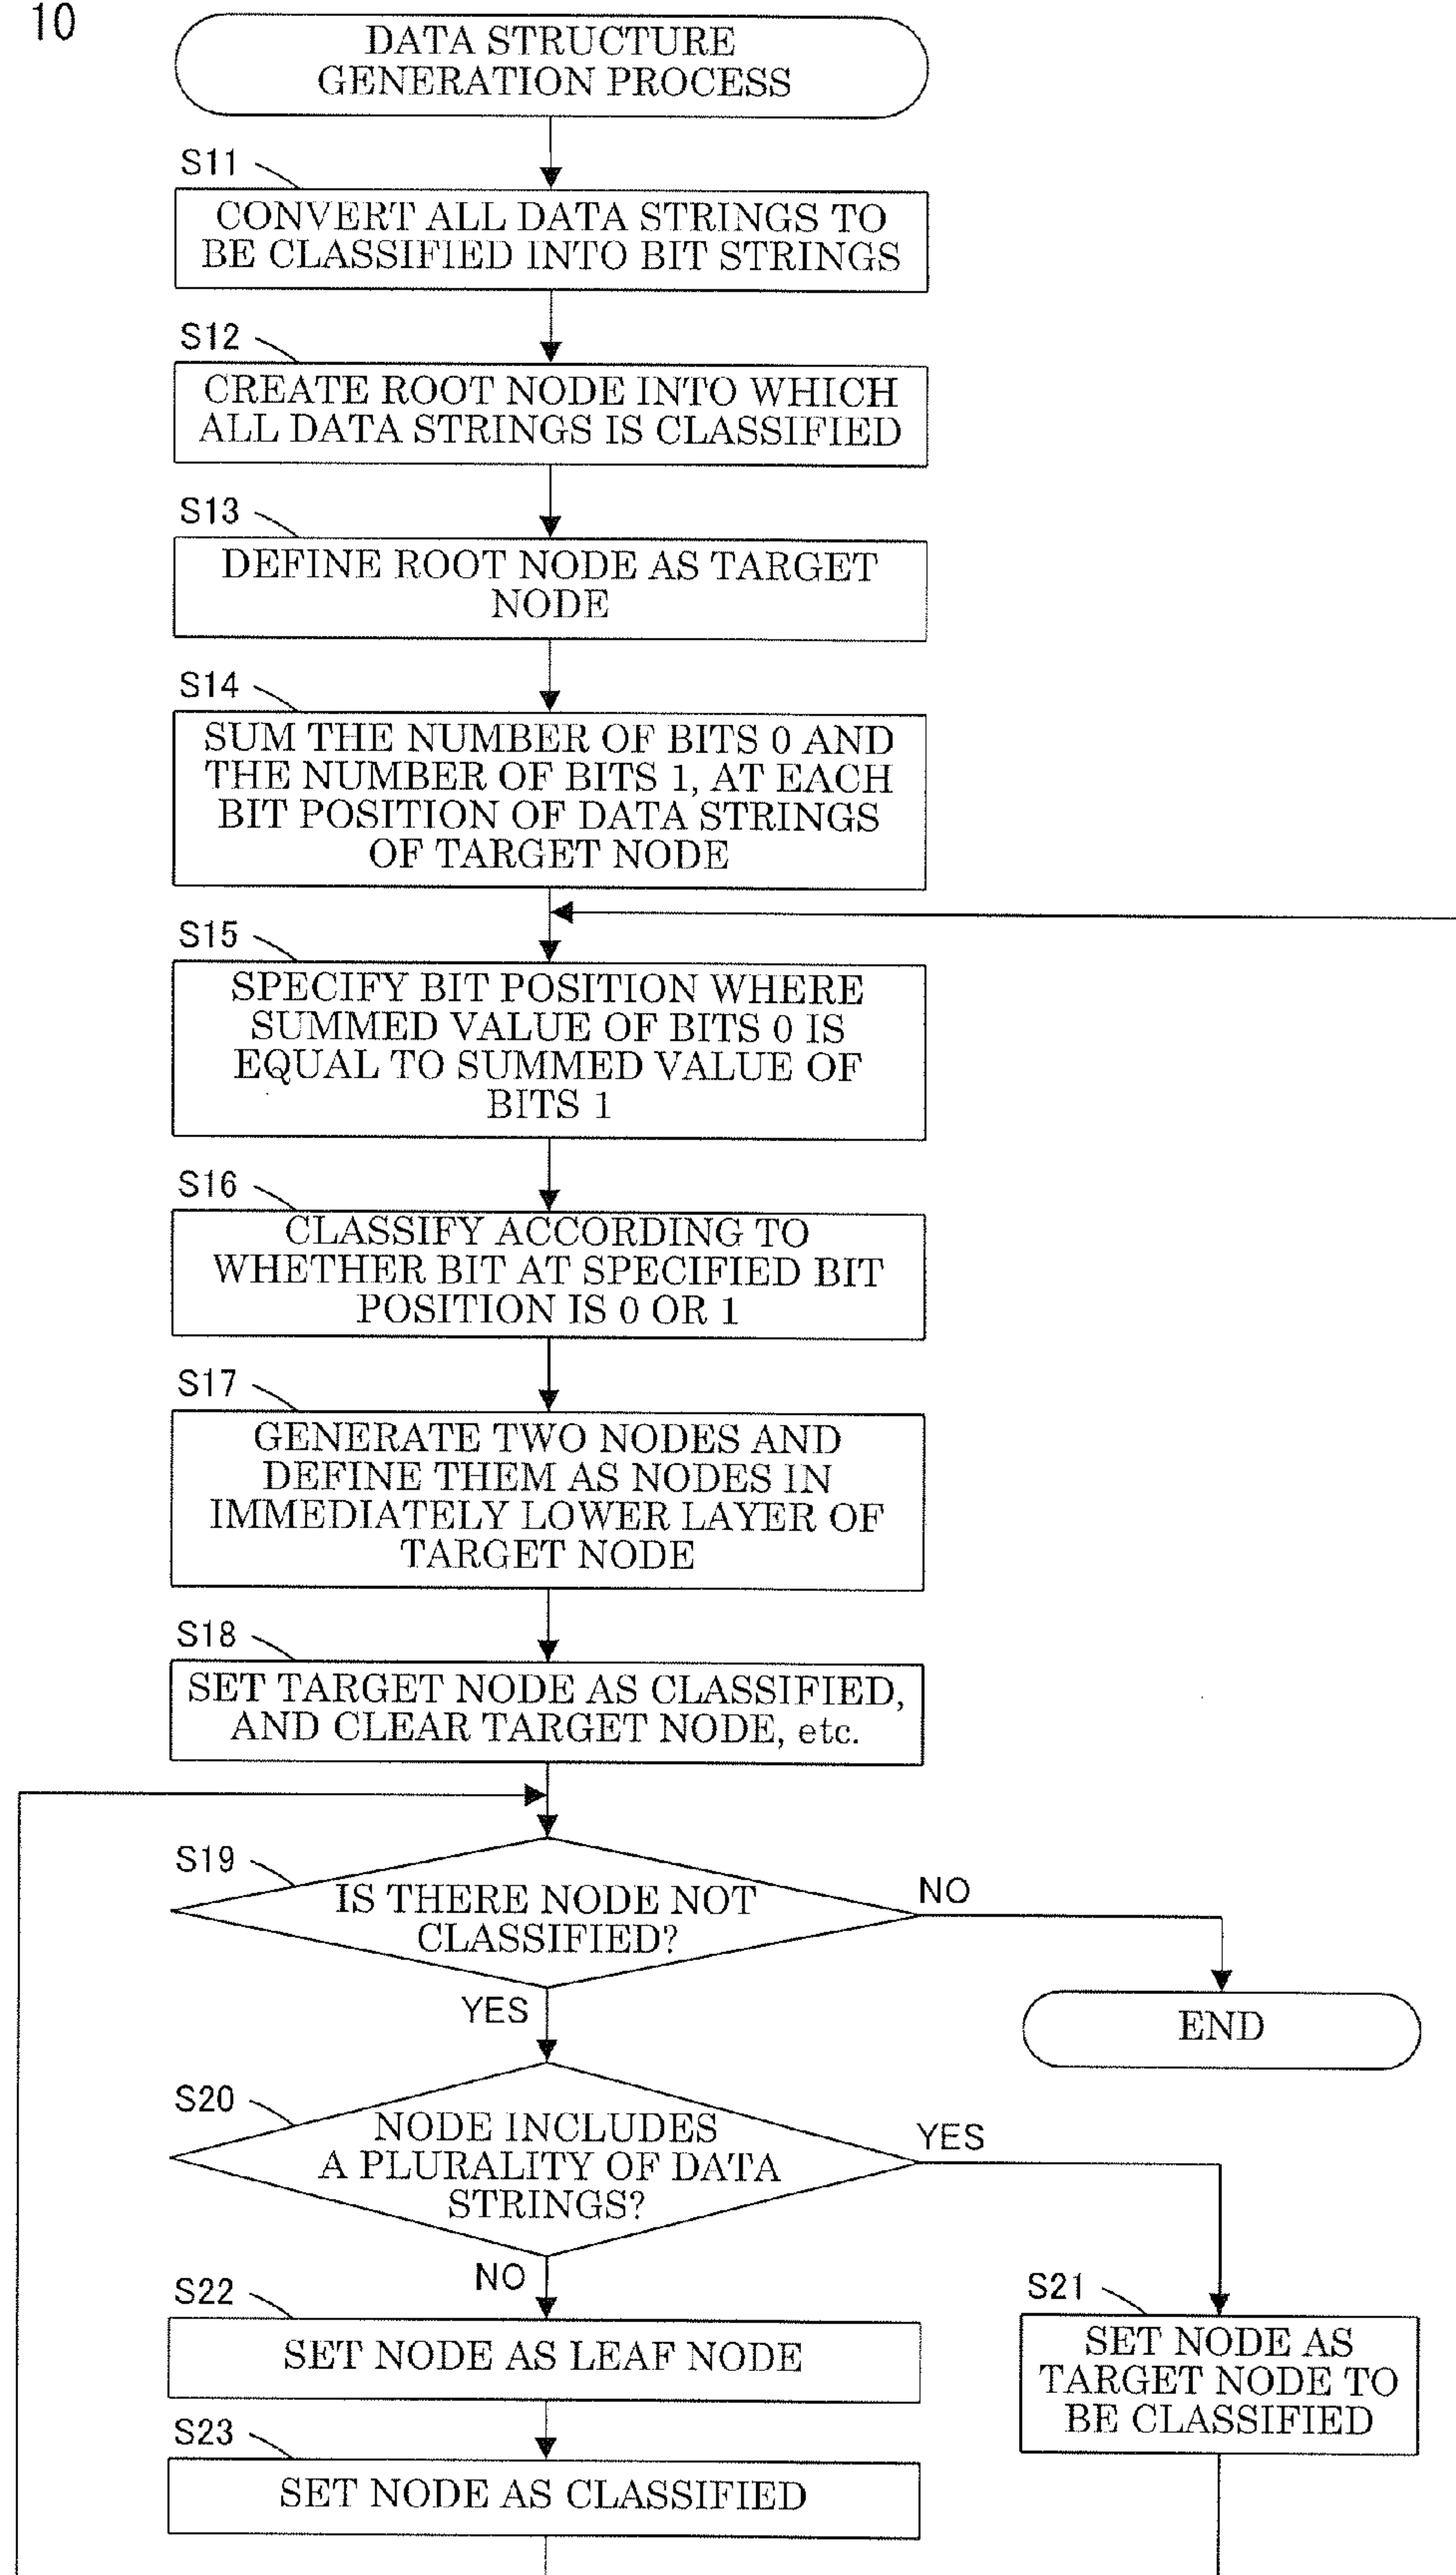 10
DATA STRUCTURE
GENERATION PROCESS
S11
CONVERT ALL DATA STRINGS TO
BE CLASSIFIED INTO BIT STRINGS
S12
CREATE ROOT NODE INTO WHICH
ALL DATA STRINGS IS CLASSIFIED
S13
DEFINE ROOT NODE AS TARGET
NODE
S14
SUM THE NUMBER OF BITS 0 AND
THE NUMBER OF BITS 1, AT EACH
BIT POSITION OF DATA STRINGS
OF TARGET NODE
S15
SPECIFY BIT POSITION WHERE
SUMMED VALUE OF BITS 0 IS
EQUAL TO SUMMED VALUE OF
BITS 1
S16
CLASSIFY ACCORDING TO
WHETHER BIT AT SPECIFIED BIT
POSITION IS 0 OR 1
S17
GENERATE TWO NODES AND
DEFINE THEM AS NODES IN
IMMEDIATELY LOWER LAYER OF
TARGET NODE
S18
SET TARGET NODE AS CLASSIFIED,
AND CLEAR TARGET NODE, etc.
S19
IS THERE NODE NOT
CLASSIFIED?
NO
YES
END
S20
NODE INCLUDES
A PLURALITY OF DATA
STRINGS?
YES
NO
S22
SET NODE AS LEAF NODE
S21
SET NODE AS
TARGET NODE TO
BE CLASSIFIED
S23
SET NODE AS CLASSIFIED